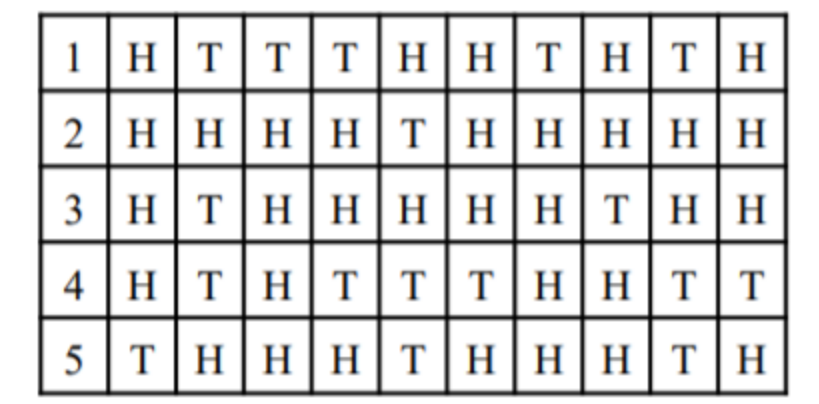 1 H T T T H H T H T H
2 H H H H T H H H H H
3 H T H H H H H T H H
4 H T H T T T H H T T
5 T H H H T H H H T H